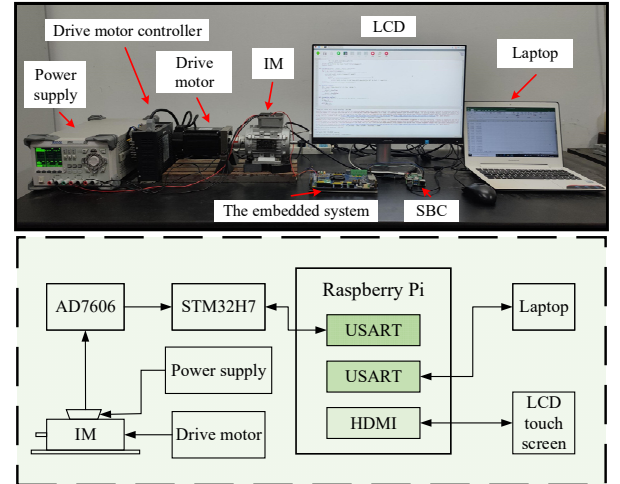 Drive motor controller
LCD
Drive
motor
IM
Laptop
Power
supply
The embedded system
SBC
AD7606
STM32H7
Raspberry Pi
USART
Laptop
Power supply
USART
IM
Drive motor
HDMI
LCD
touch
screen